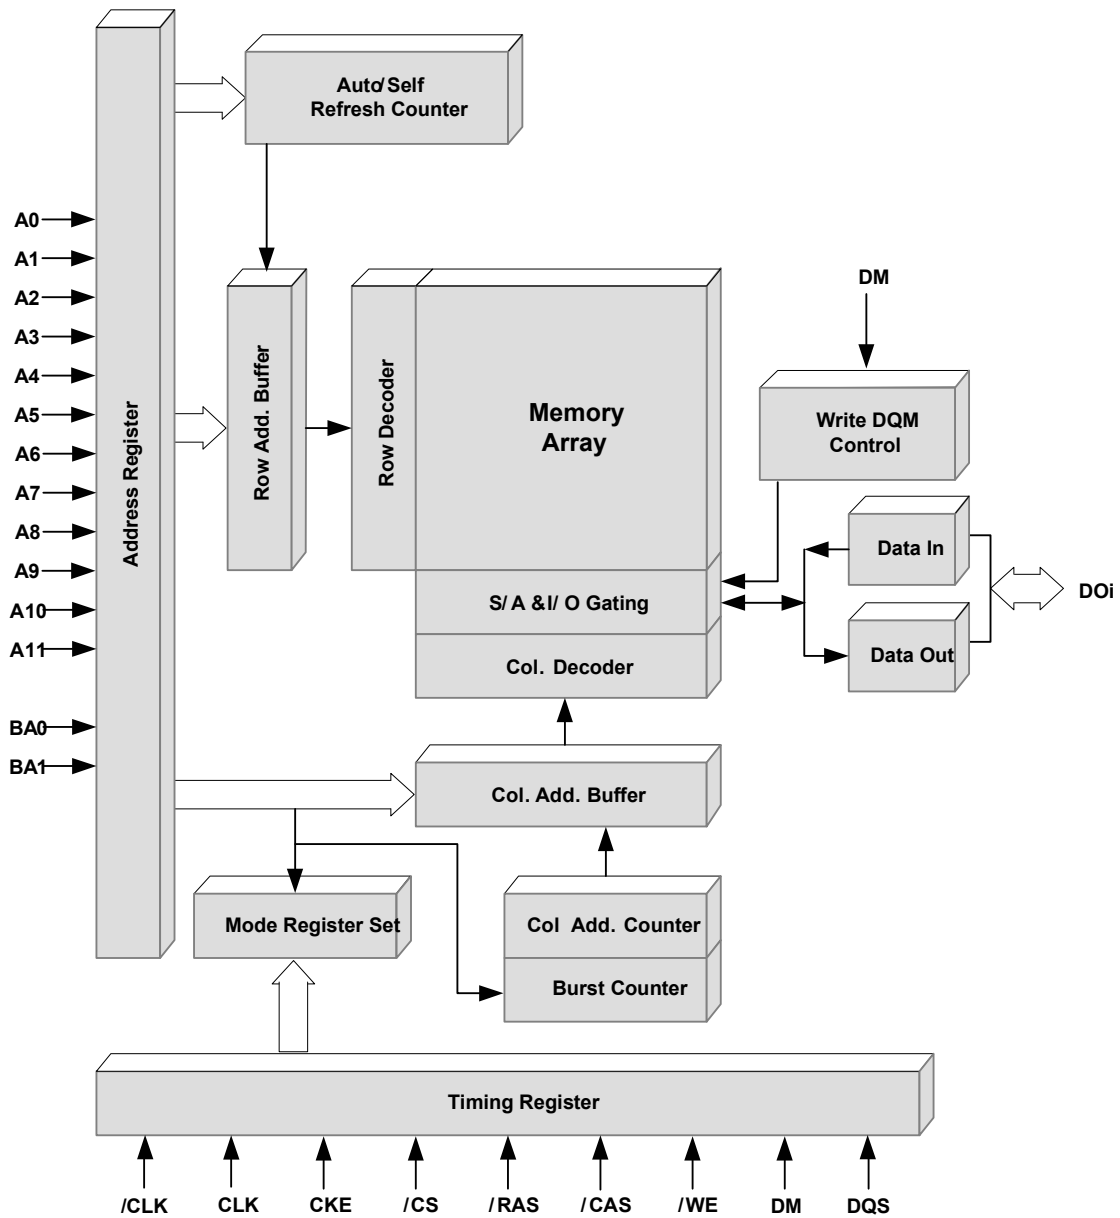 Auto/Self
Refresh Counter
A0
A1
A2
A3
A4
A5
A6
A7
A8
A9
A10
A11
BA0
BA1
Address Register
Row Add. Buffer
Row Decoder
Memory
Array
S/ A & I/ O Gating
Col. Decoder
DM
Write DQM
Control
Data In
Data Out
DOi
Col. Add. Buffer
Mode Register Set
Col Add. Counter
Burst Counter
Timing Register
/CLK
CLK
CKE
/CS
/RAS
/CAS
/WE
DM
DQS